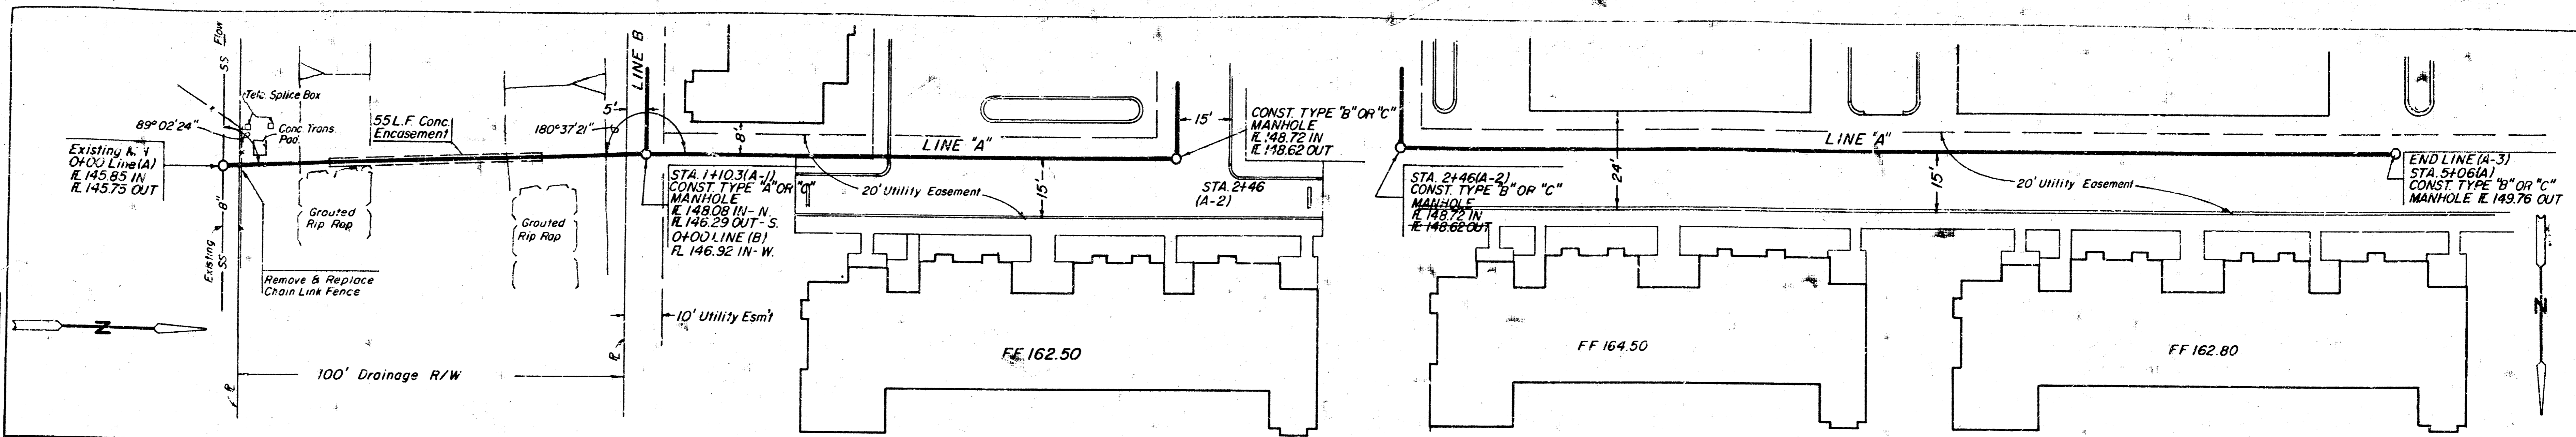 SS Flow
Tele. Splice Box
89° 02' 24"
Conc. Trans.
Pad.
55 L.F. Conc.
Encasement
Existing
0+00 Line (A)
FL 145.85 IN
FL 145.75 OUT
Existing SS 8"
Grouted
Rip Rap
Grouted
Rip Rap
Remove & Replace
Chain Link Fence
N
100' Drainage R/W
PL
PL
5'
LINE B
180° 37' 21"
8'
STA. 1+10.3 (A-1)
CONST. TYPE "A" OR "C"
MANHOLE
FL 148.08 IN - N.
FL 146.29 OUT - S.
0+00 LINE (B)
FL 146.92 IN - W.
10' Utility Esm't
LINE "A"
20' Utility Easement
15'
15'
CONST. TYPE "B" OR "C"
MANHOLE
FL 148.72 IN
FL 148.62 OUT
STA. 2+46
(A-2)
FF 162.50
STA. 2+46 (A-2)
CONST. TYPE "B" OR "C"
MANHOLE
FL 148.72 IN
FL 148.62 OUT
24'
LINE "A"
15'
20' Utility Easement
END LINE (A-3)
STA. 5+06 (A)
CONST. TYPE "B" OR "C"
MANHOLE FL 149.76 OUT
FF 164.50
FF 162.80
N